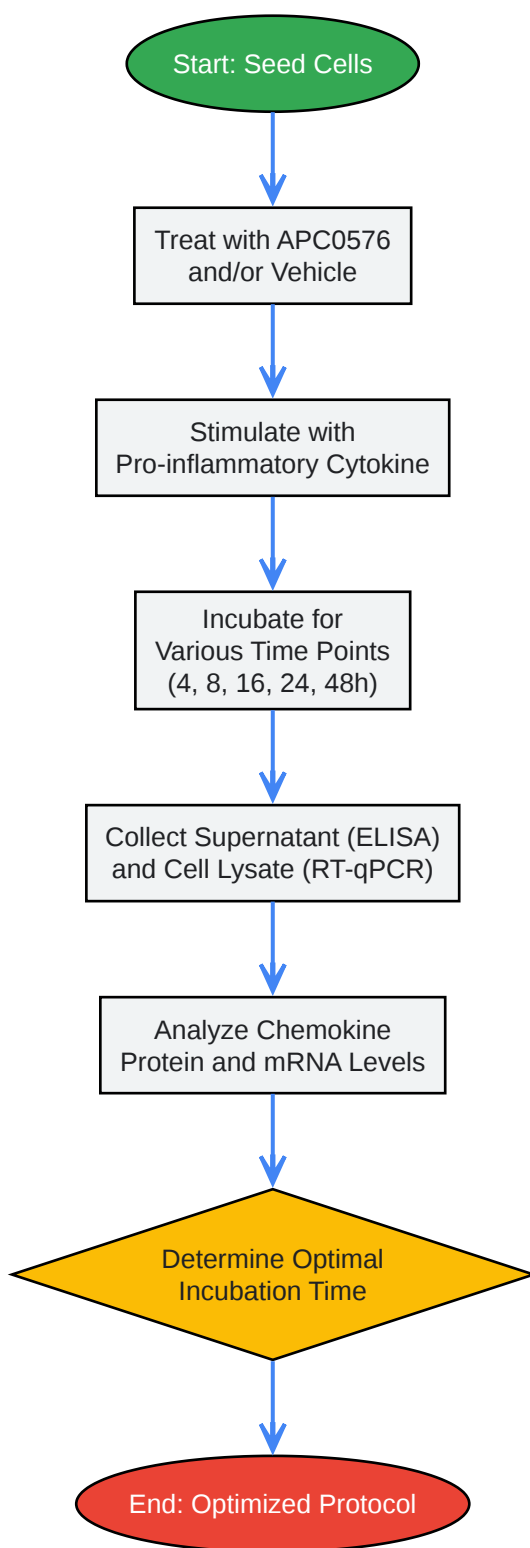 Start: Seed Cells
Treat with APC0576
and/or Vehicle
Stimulate with
Pro-inflammatory Cytokine
Incubate for
Various Time Points
(4, 8, 16, 24, 48h)
Collect Supernatant (ELISA)
and Cell Lysate (RT-qPCR)
Analyze Chemokine
Protein and mRNA Levels
Determine Optimal
Incubation Time
End: Optimized Protocol